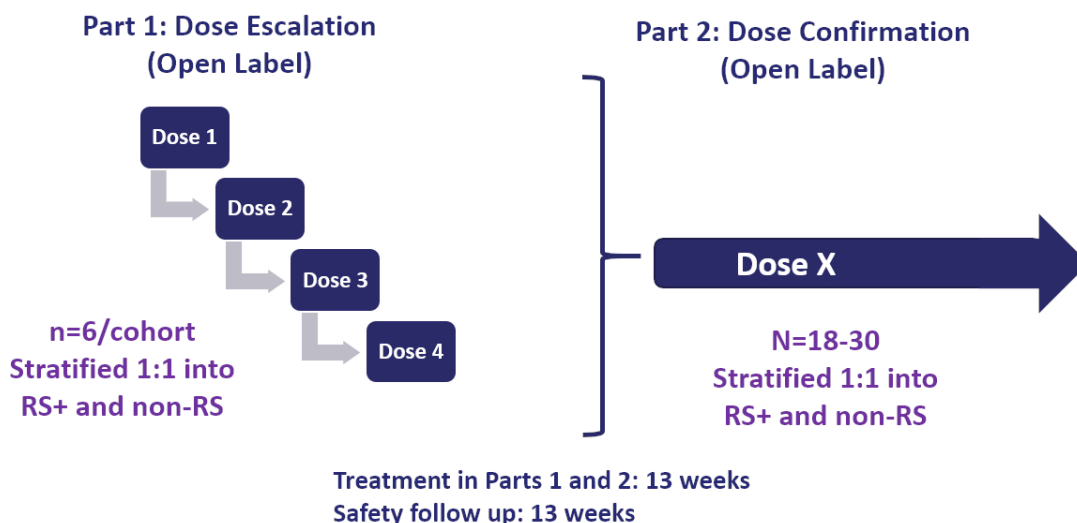 Part 1: Dose Escalation
(Open Label)
Dose 1
Dose 2
Dose 3
Dose 4
n=6/cohort
Stratified 1:1 into
RS+ and non-RS
Part 2: Dose Confirmation
(Open Label)
Dose X
N=18-30
Stratified 1:1 into
RS+ and non-RS
Treatment in Parts 1 and 2: 13 weeks
Safety follow up: 13 weeks